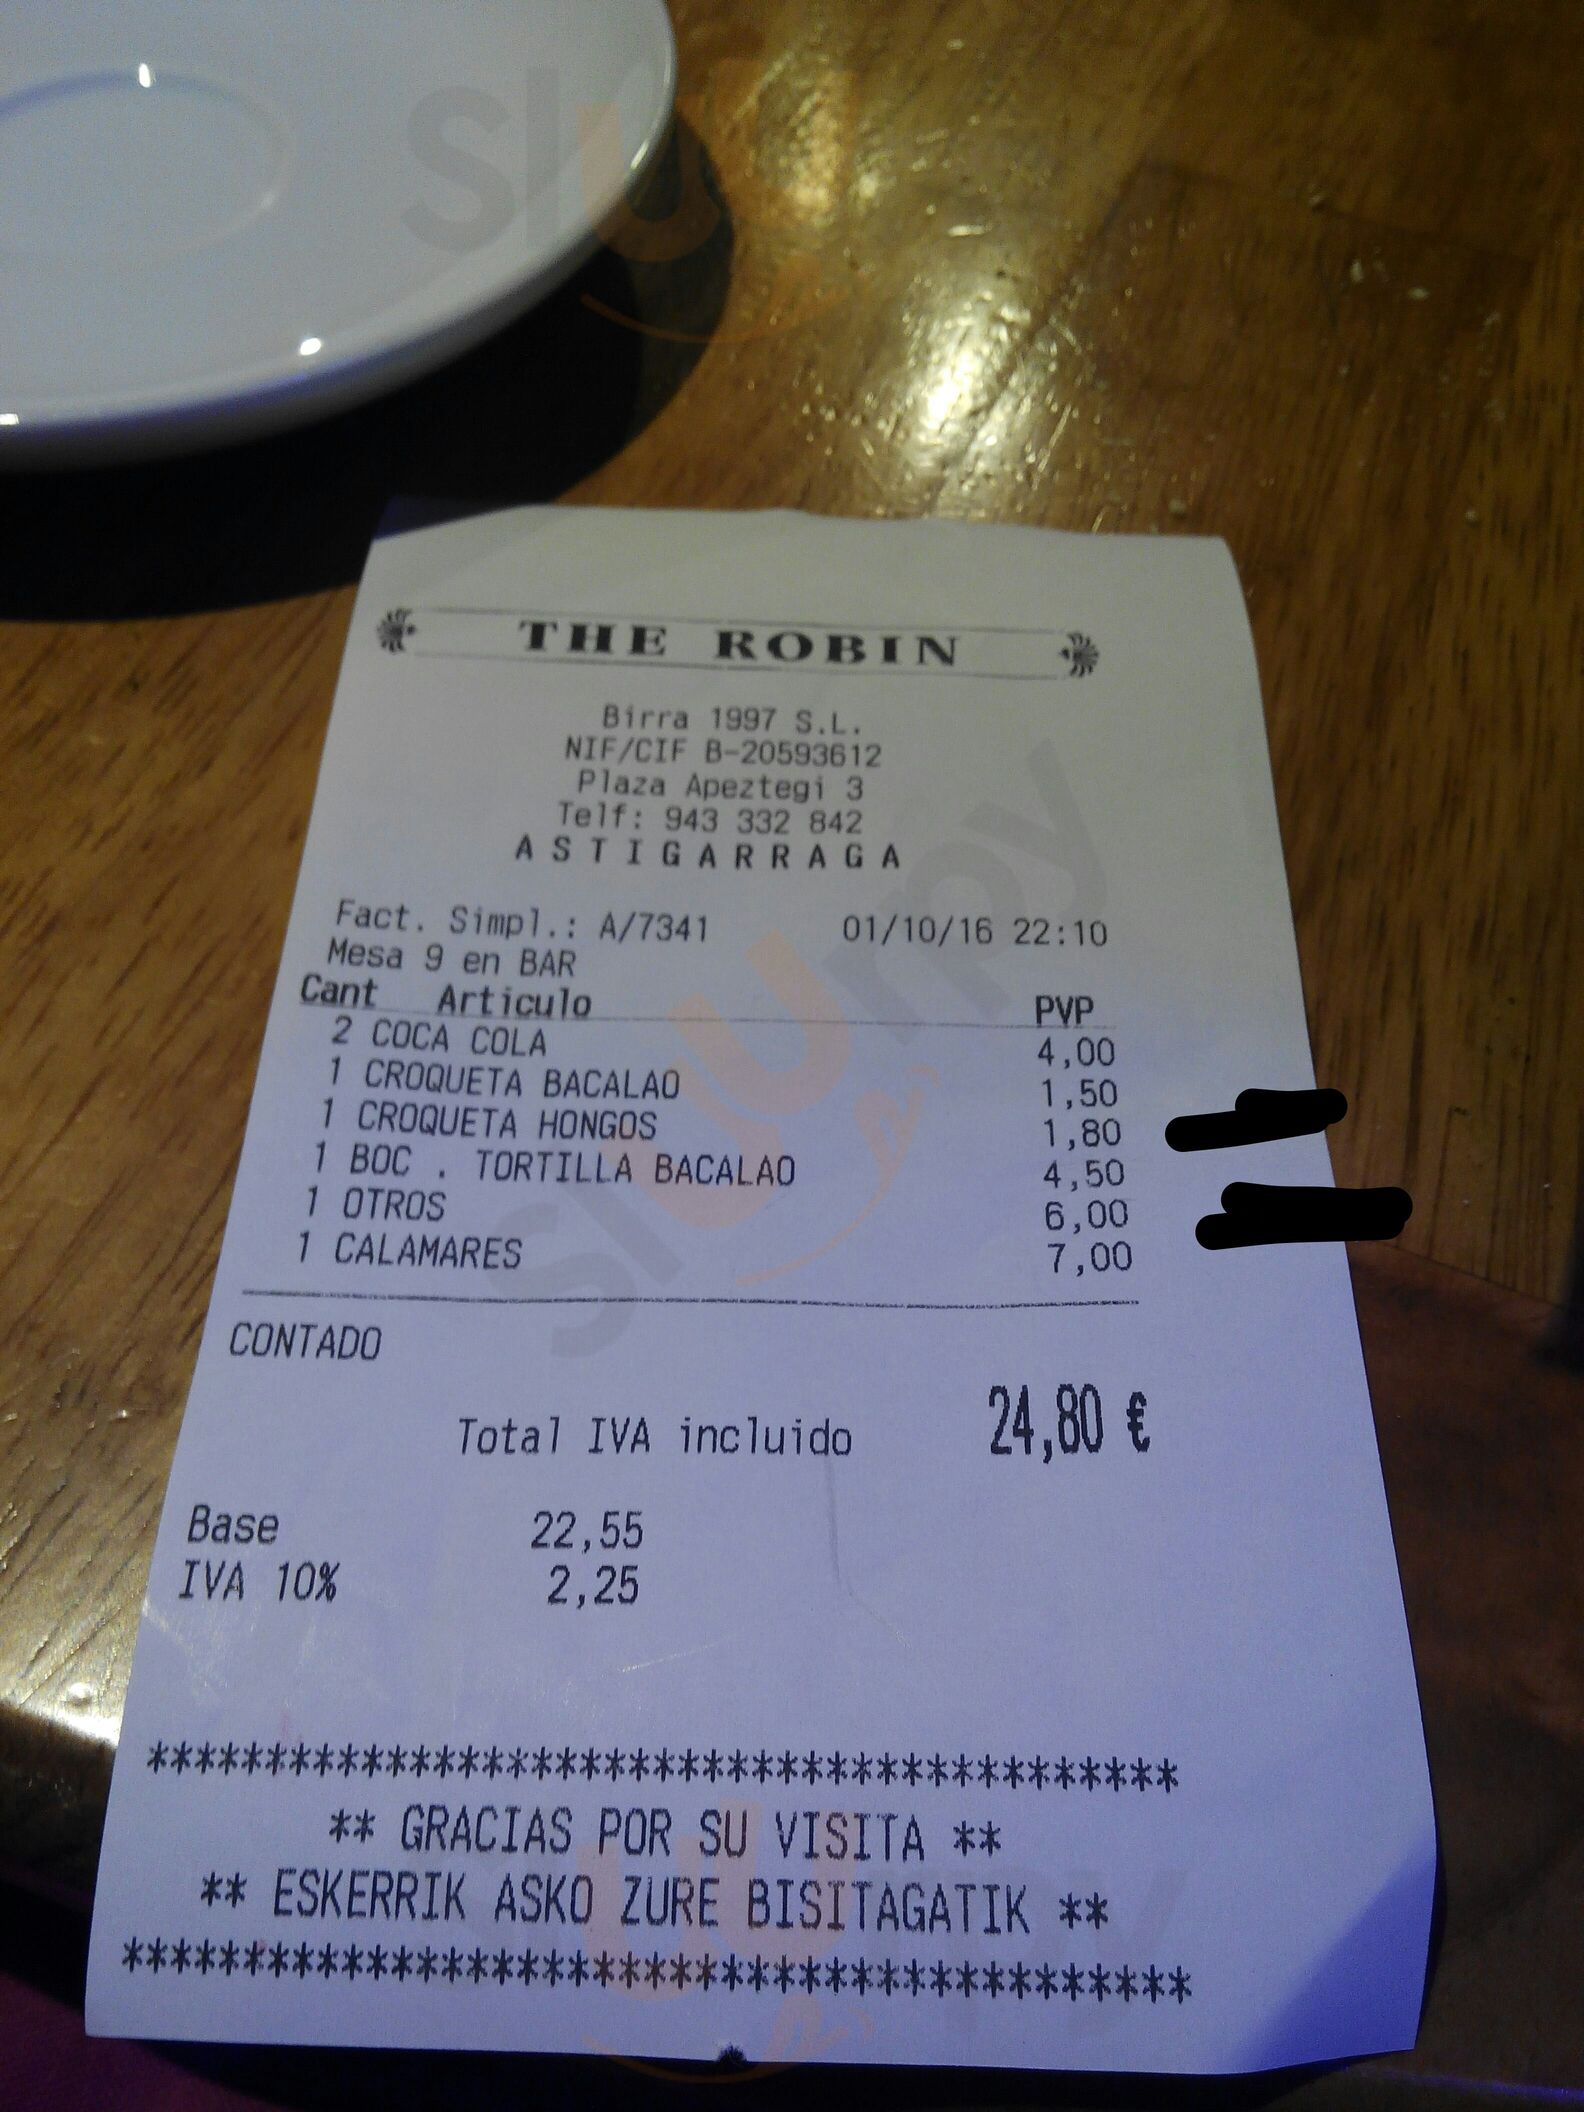 THE ROBIN
Birra 1997 S.L.
NIF/CIF B-20593612
Plaza Apeztegi 3
Telf: 943 332 842
ASTIGARRAGA
Fact. Simpl.: A/7341 01/10/16 22:10
Mesa 9 en BAR
Cant Articulo PVP
2 COCA COLA 4,00
1 CROQUETA BACALAO 1,50
1 CROQUETA HONGOS 1,80
1 BOC . TORTILLA BACALAO 4,50
1 OTROS 6,00
1 CALAMARES 7,00
CONTADO
Total IVA incluido 24,80 €
Base 22,55
IVA 10% 2,25
*******************************************
** GRACIAS POR SU VISITA **
** ESKERRIK ASKO ZURE BISITAGATIK **
*******************************************
slurpy